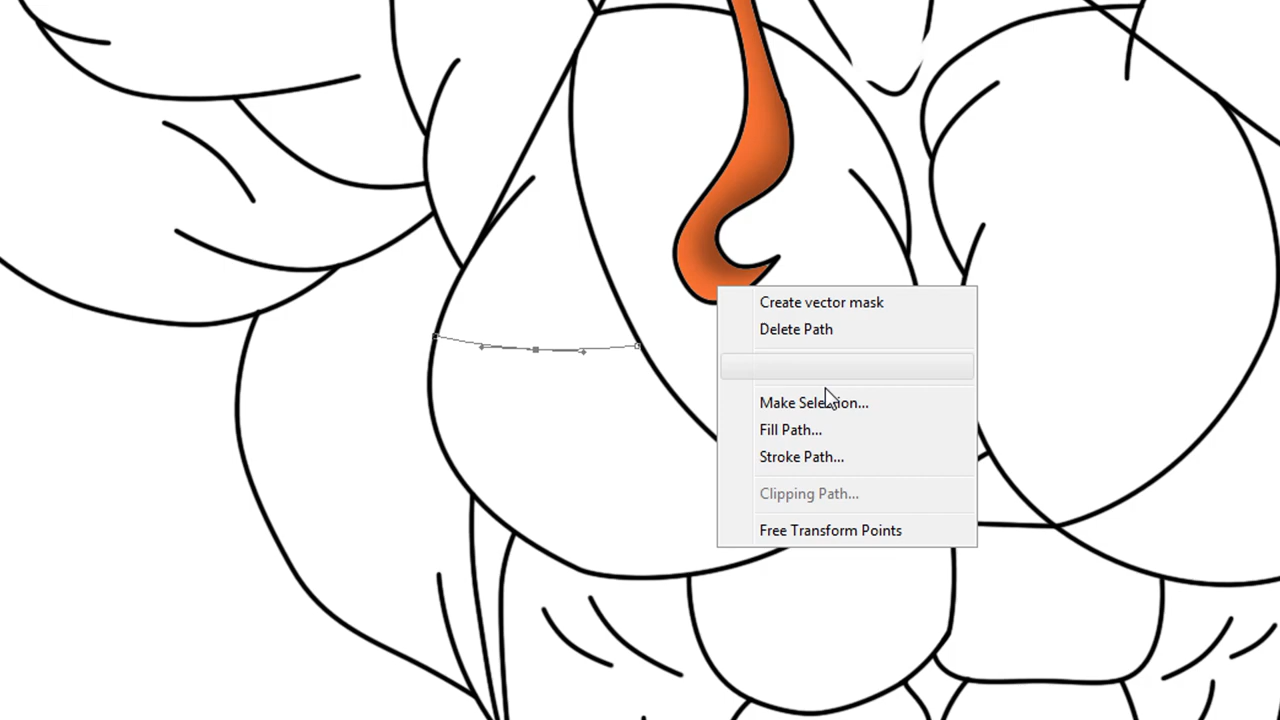 Create vector mask
Delete Path
Make Selection...
Fill Path...
Stroke Path...
Clipping Path...
Free Transform Points